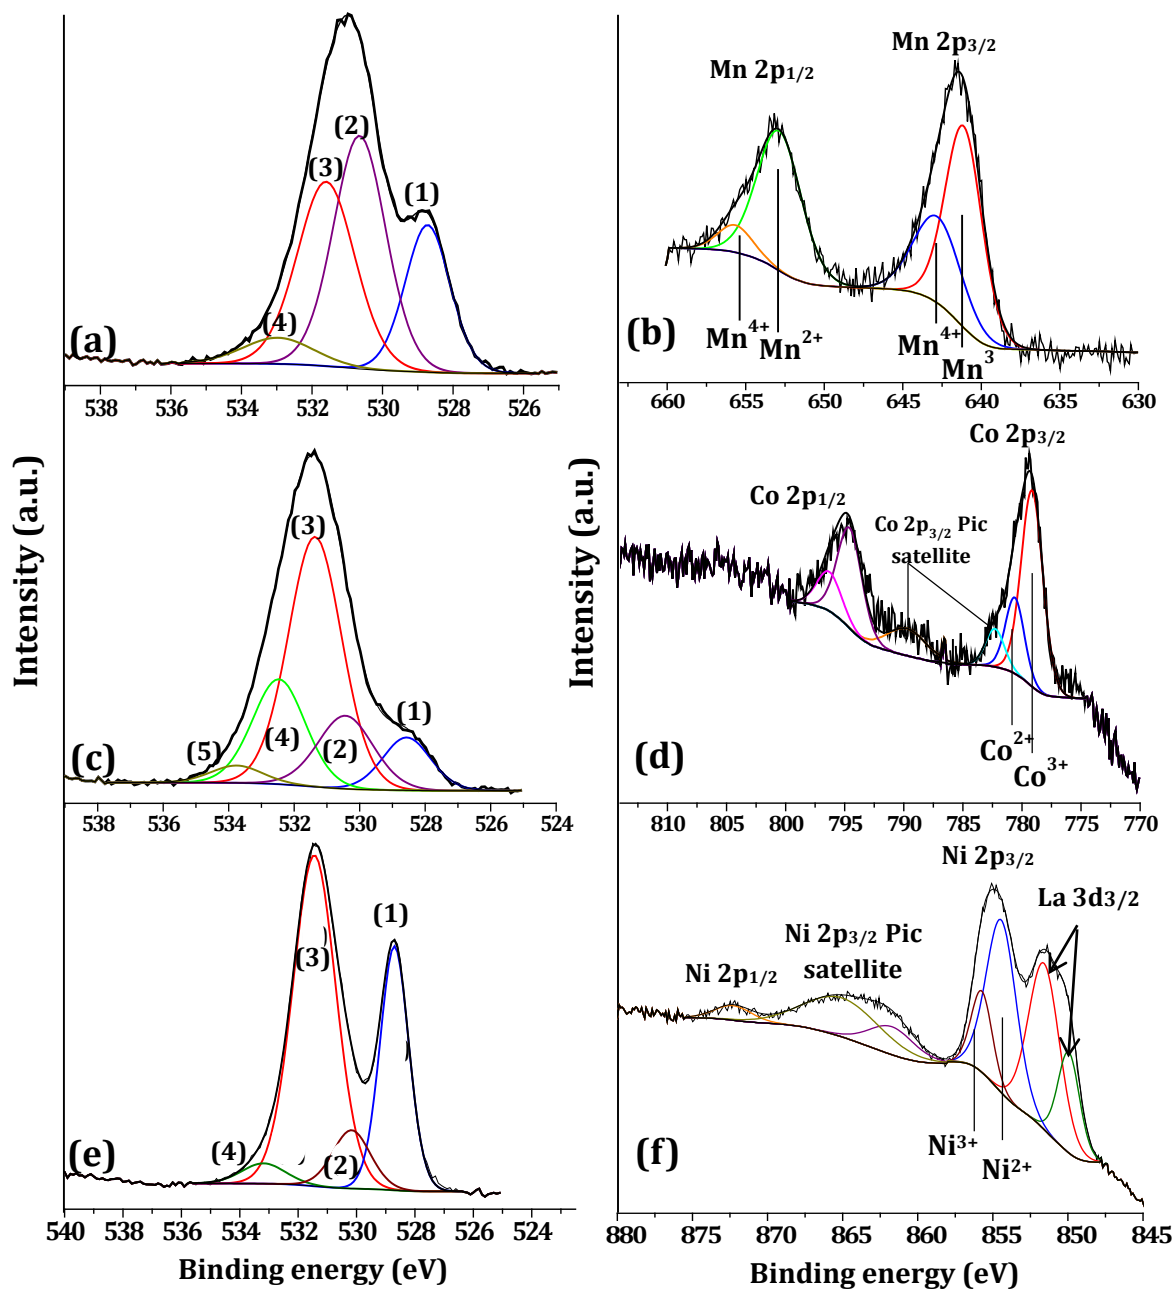 (1)
(2)
(3)
(4)
(a)
538 536 534 532 530 528 526
Mn 2p1/2
Mn 2p3/2
(b)
Mn4+
Mn2+
Mn4+
Mn3
660 655 650 645 640 635 630
Intensity (a.u.)
(3)
(1)
(5)
(4)
(2)
(c)
538 536 534 532 530 528 526 524
Intensity (a.u.)
Co 2p3/2
Co 2p1/2
Co 2p3/2 Pic
satellite
(d)
Co2+
Co3+
810 805 800 795 790 785 780 775 770
(1)
(3)
(4)
(2)
(e)
540 538 536 534 532 530 528 526 524
Binding energy (eV)
Ni 2p3/2
La 3d3/2
Ni 2p3/2 Pic
satellite
Ni 2p1/2
(f)
Ni3+
Ni2+
880 875 870 865 860 855 850 845
Binding energy (eV)